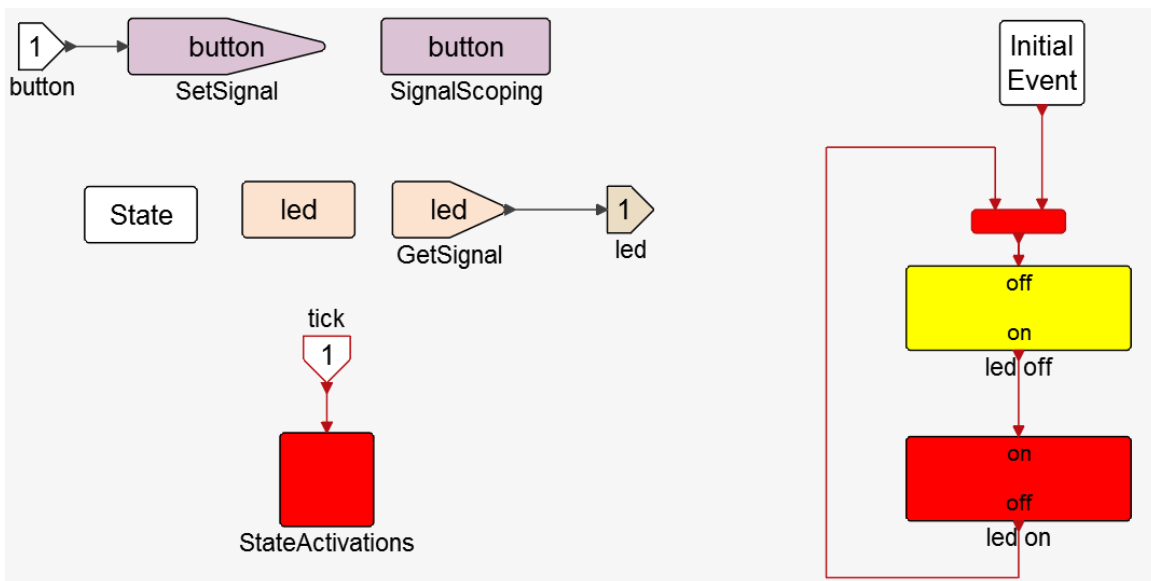 1
button
button
SetSignal
button
SignalScoping
Initial
Event
State
led
led
GetSignal
1
led
tick
1
StateActivations
off
on
led off
on
off
led on